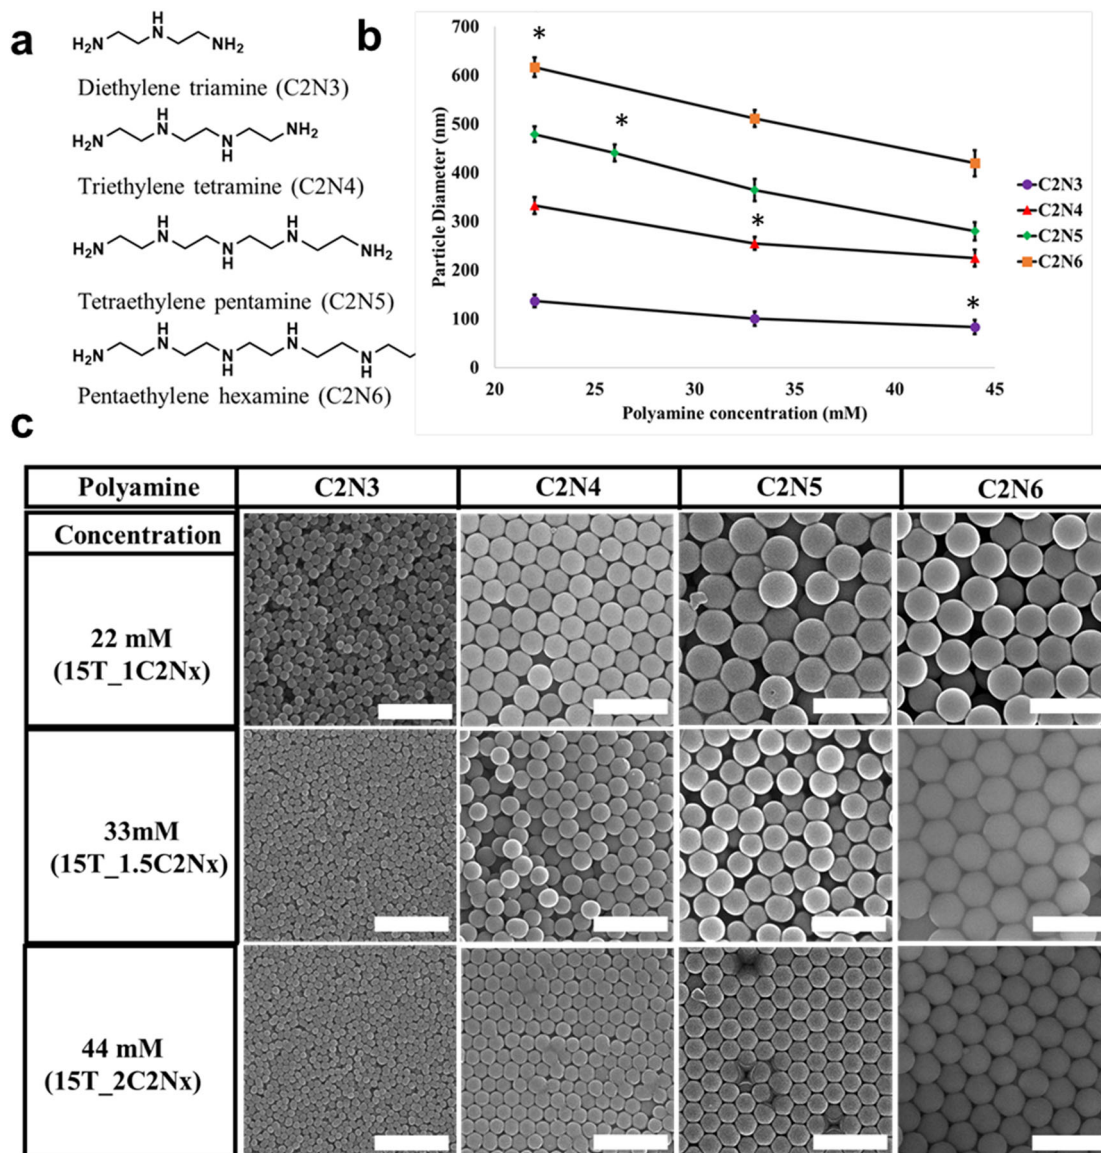 a
H
N
H₂N
NH₂
Diethylene triamine (C2N3)
H
N
NH₂
H₂N
N
H
Triethylene tetramine (C2N4)
H
N
H
N
H₂N
N
H
NH₂
Tetraethylene pentamine (C2N5)
H
N
H
N
H₂N
N
H
N
H
Pentaethylene hexamine (C2N6)
b
700
600
500
400
300
200
100
0
Particle Diameter (nm)
*
*
*
*
20
25
30
35
40
45
Polyamine concentration (mM)
C2N3
C2N4
C2N5
C2N6
c
Polyamine C2N3 C2N4 C2N5 C2N6
Concentration
22 mM
(15T_1C2Nx)
33mM
(15T_1.5C2Nx)
44 mM
(15T_2C2Nx)